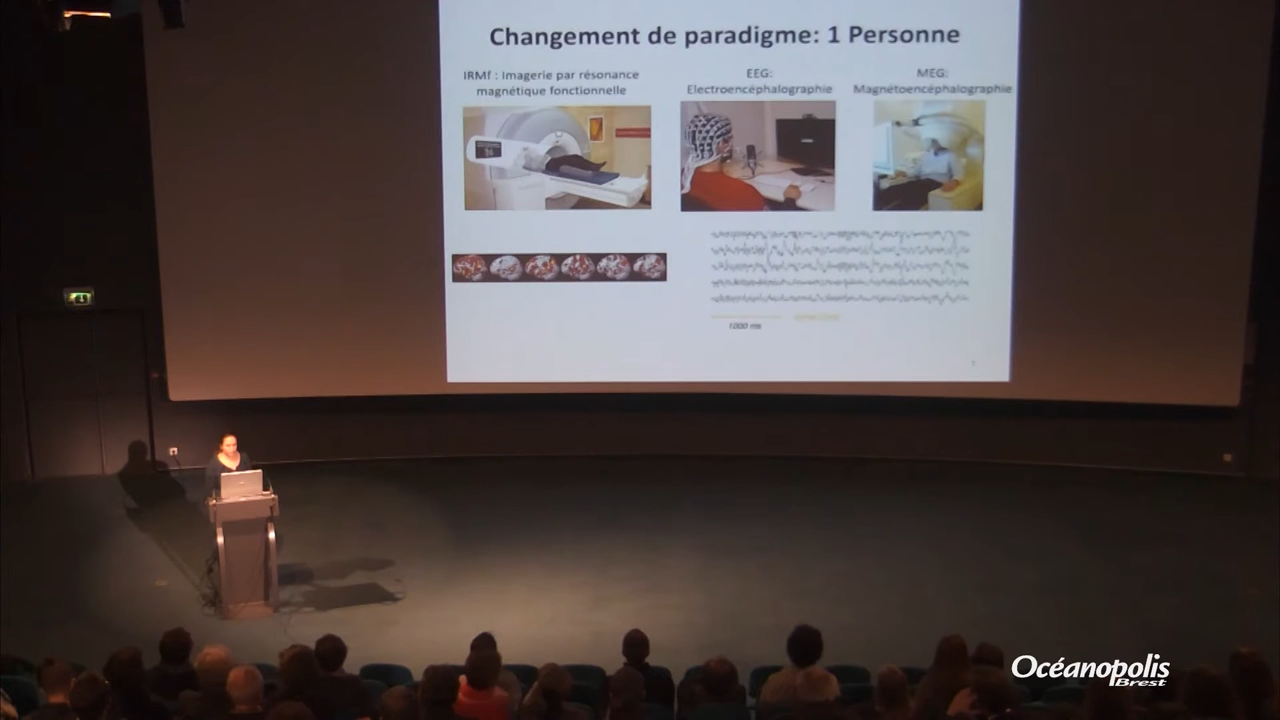 Changement de paradigme: 1 Personne
IRMf : Imagerie par résonance
magnétique fonctionnelle
EEG:
Electroencéphalographie
MEG:
Magnétoencéphalographie
1000 ms
Océanopolis
Brest